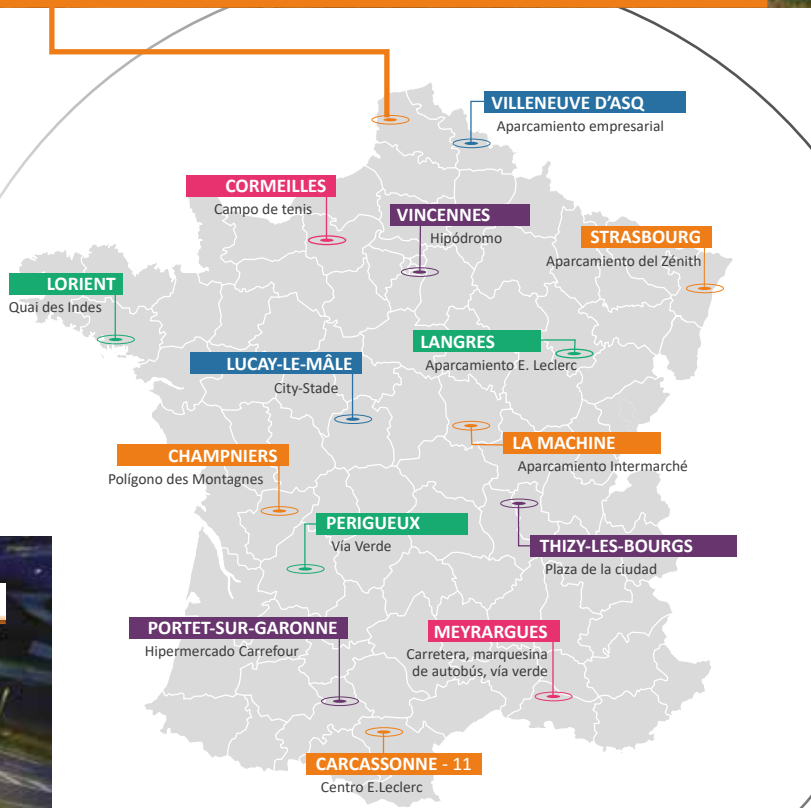 VILLENEUVE D'ASQ
Aparcamiento empresarial
CORMEILLES
Campo de tenis
VINCENNES
Hipódromo
STRASBOURG
Aparcamiento del Zénith
LORIENT
Quai des Indes
LANGRES
Aparcamiento E. Leclerc
LUCAY-LE-MÂLE
City-Stade
LA MACHINE
Aparcamiento Intermarché
CHAMPNIERS
Polígono des Montagnes
PERIGUEUX
Vía Verde
THIZY-LES-BOURGS
Plaza de la ciudad
PORTET-SUR-GARONNE
Hipermercado Carrefour
MEYRARGUES
Carretera, marquesina
de autobús, vía verde
CARCASSONNE - 11
Centro E.Leclerc